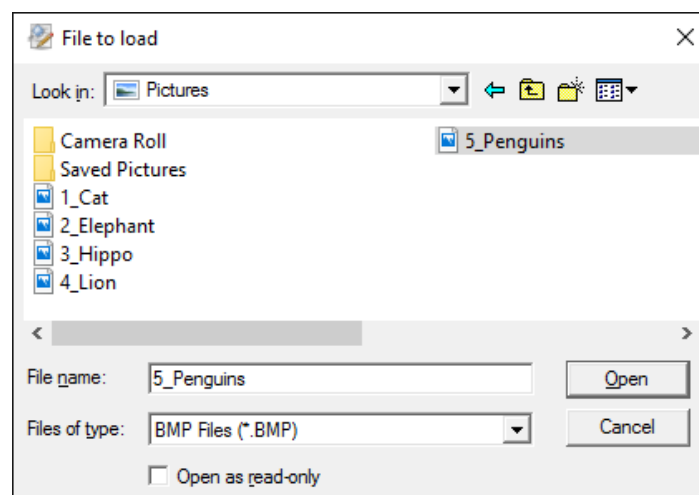 File to load
Look in: Pictures
Camera Roll
Saved Pictures
1_Cat
2_Elephant
3_Hippo
4_Lion
5_Penguins
File name: 5_Penguins Open
Files of type: BMP Files (*.BMP) Cancel
Open as read-only